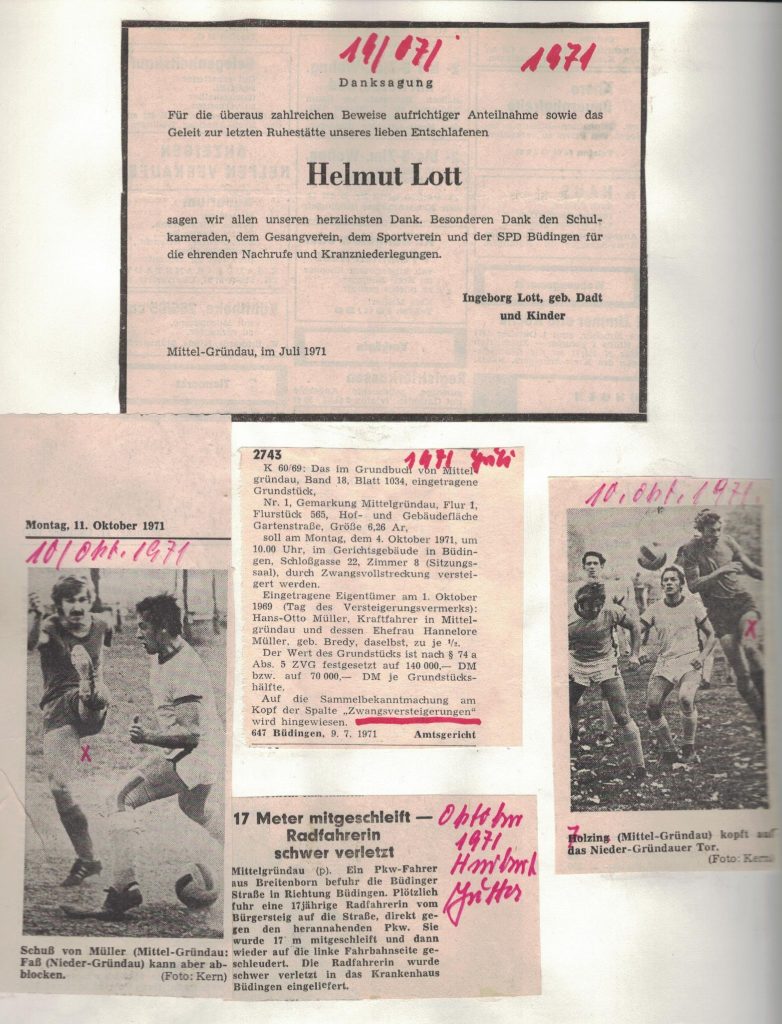 19/07/ 1971
Danksagung
Für die überaus zahlreichen Beweise aufrichtiger Anteilnahme sowie das
Geleit zur letzten Ruhestätte unseres lieben Entschlafenen
Helmut Lott
sagen wir allen unseren herzlichsten Dank. Besonderen Dank den Schul-
kameraden, dem Gesangverein, dem Sportverein und der SPD Büdingen für
die ehrenden Nachrufe und Kranzniederlegungen.
Ingeborg Lott, geb. Dadt
und Kinder
Mittel-Gründau, im Juli 1971
Montag, 11. Oktober 1971
10/Okt. 1971
X
Schuß von Müller (Mittel-Gründau:
Faß (Nieder-Gründau) kann aber ab-
blocken. (Foto: Kern)
2743
1971 Juli
K 60/69: Das im Grundbuch von Mittel
gründau, Band 18, Blatt 1034, eingetragene
Grundstück,
Nr. 1, Gemarkung Mittelgründau, Flur 1,
Flurstück 565, Hof- und Gebäudefläche
Gartenstraße, Größe 6,26 Ar,
soll am Montag, dem 4. Oktober 1971, um
10.00 Uhr, im Gerichtsgebäude in Büdin-
gen, Schloßgasse 22, Zimmer 8 (Sitzungs-
saal), durch Zwangsvollstreckung verstei-
gert werden.
Eingetragene Eigentümer am 1. Oktober
1969 (Tag des Versteigerungsvermerks):
Hans-Otto Müller, Kraftfahrer in Mittel-
gründau und dessen Ehefrau Hannelore
Müller, geb. Bredy, daselbst, zu je ½.
Der Wert des Grundstücks ist nach § 74 a
Abs. 5 ZVG festgesetzt auf 140 000,— DM
bzw. auf 70 000,— DM je Grundstücks-
hälfte.
Auf die Sammelbekanntmachung am
Kopf der Spalte „Zwangsversteigerungen"
wird hingewiesen.
647 Büdingen, 9. 7. 1971 Amtsgericht
17 Meter mitgeschleift —
Radfahrerin
schwer verletzt
Mittelgründau (p). Ein Pkw-Fahrer
aus Breitenborn befuhr die Büdinger
Straße in Richtung Büdingen. Plötzlich
fuhr eine 17jährige Radfahrerin vom
Bürgersteig auf die Straße, direkt ge-
gen den herannahenden Pkw. Sie
wurde 17 m mitgeschleift und dann
wieder auf die linke Fahrbahnseite ge-
schleudert. Die Radfahrerin wurde
schwer verletzt in das Krankenhaus
Büdingen eingeliefert.
Oktober
1971
10. Okt. 1971.
X
Holzing (Mittel-Gründau) kopft auf
das Nieder-Gründauer Tor.
(Foto: Kern